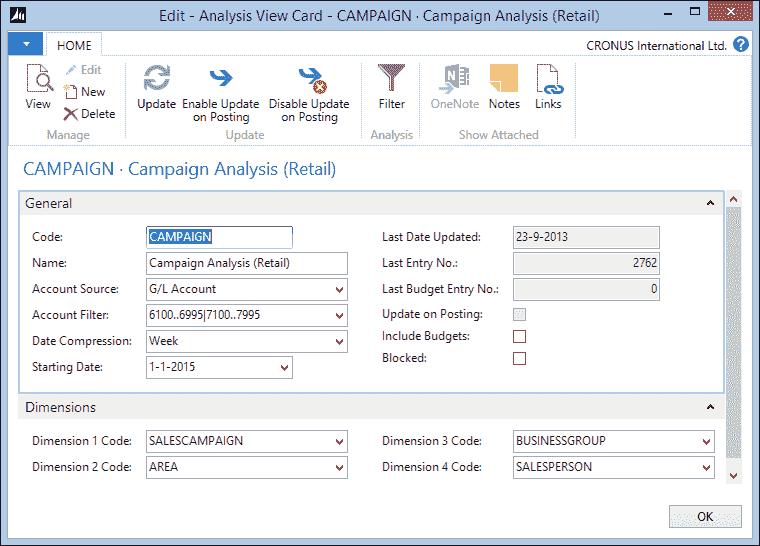 Edit - Analysis View Card - CAMPAIGN · Campaign Analysis (Retail)
HOME
CRONUS International Ltd.
View
Edit
New
Delete
Manage
Update
Enable Update on Posting
Disable Update on Posting
Update
Filter
Analysis
OneNote
Notes
Links
Show Attached
CAMPAIGN · Campaign Analysis (Retail)
General
Code: CAMPAIGN
Name: Campaign Analysis (Retail)
Account Source: G/L Account
Account Filter: 6100..6995|7100..7995
Date Compression: Week
Starting Date: 1-1-2015
Last Date Updated: 23-9-2013
Last Entry No.: 2762
Last Budget Entry No.: 0
Update on Posting:
Include Budgets:
Blocked:
Dimensions
Dimension 1 Code: SALESCAMPAIGN
Dimension 2 Code: AREA
Dimension 3 Code: BUSINESSGROUP
Dimension 4 Code: SALESPERSON
OK